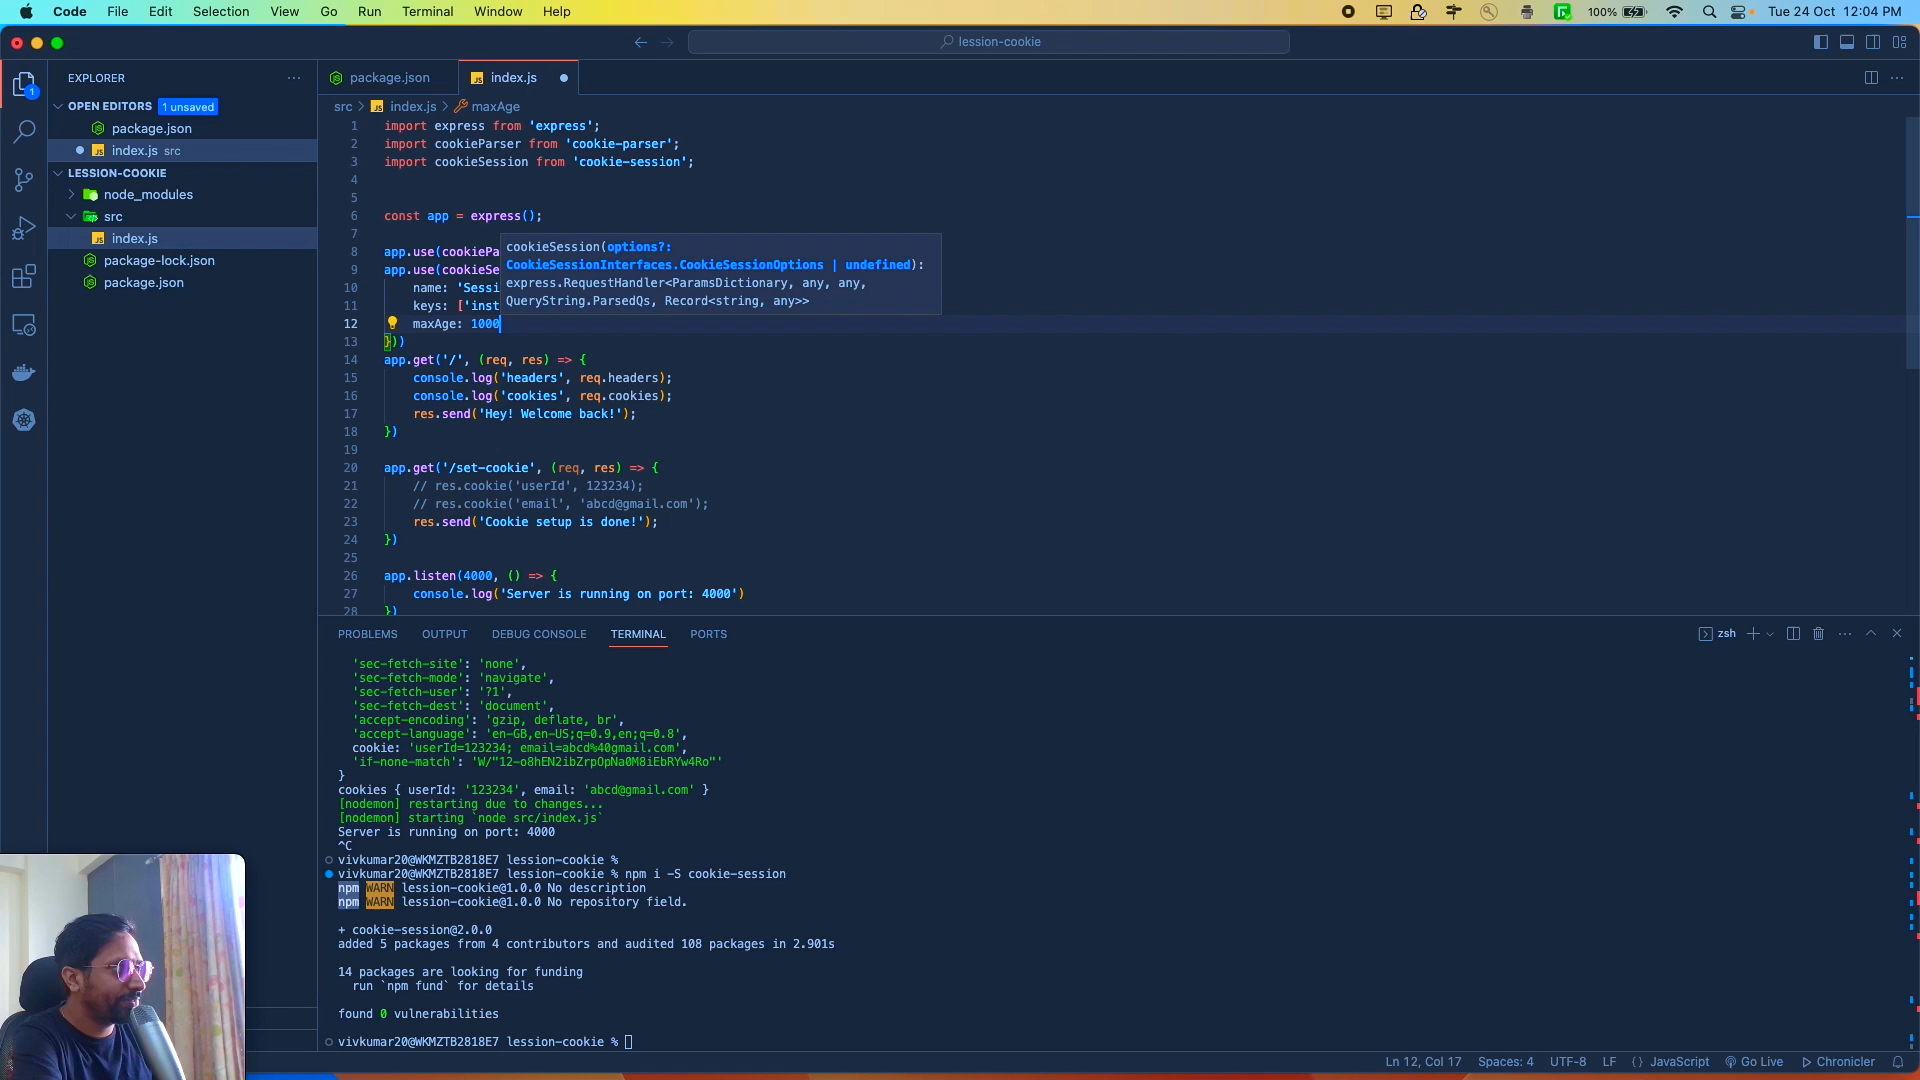 Code File Edit Selection View Go Run Terminal Window Help 100% Tue 24 Oct 12:04 PM
lession-cookie
EXPLORER
OPEN EDITORS 1 unsaved
package.json
index.js src
LESSION-COOKIE
node_modules
src
index.js
package-lock.json
package.json
1
package.json index.js
src > index.js > maxAge
1 import express from 'express';
2 import cookieParser from 'cookie-parser';
3 import cookieSession from 'cookie-session';
4
5
6 const app = express();
7
8 app.use(cookiePa
9 app.use(cookieSe
10 name: 'Sessi
11 keys: ['inst
12 maxAge: 1000
13 }))
14 app.get('/', (req, res) => {
15 console.log('headers', req.headers);
16 console.log('cookies', req.cookies);
17 res.send('Hey! Welcome back!');
18 })
19
20 app.get('/set-cookie', (req, res) => {
21 // res.cookie('userId', 123234);
22 // res.cookie('email', 'abcd@gmail.com');
23 res.send('Cookie setup is done!');
24 })
25
26 app.listen(4000, () => {
27 console.log('Server is running on port: 4000')
28 })
cookieSession(options?:
CookieSessionInterfaces.CookieSessionOptions | undefined):
express.RequestHandler<ParamsDictionary, any, any,
QueryString.ParsedQs, Record<string, any>>
PROBLEMS OUTPUT DEBUG CONSOLE TERMINAL PORTS zsh
'sec-fetch-site': 'none',
'sec-fetch-mode': 'navigate',
'sec-fetch-user': '?1',
'sec-fetch-dest': 'document',
'accept-encoding': 'gzip, deflate, br',
'accept-language': 'en-GB,en-US;q=0.9,en;q=0.8',
cookie: 'userId=123234; email=abcd%40gmail.com',
'if-none-match': 'W/"12-o8hEN2ibZrpOpNa0M8iEbRYw4Ro"'
}
cookies { userId: '123234', email: 'abcd@gmail.com' }
[nodemon] restarting due to changes...
[nodemon] starting `node src/index.js`
Server is running on port: 4000
^C
vivkumar20@WKMZTB2818E7 lession-cookie %
vivkumar20@WKMZTB2818E7 lession-cookie % npm i -S cookie-session
npm WARN lession-cookie@1.0.0 No description
npm WARN lession-cookie@1.0.0 No repository field.
+ cookie-session@2.0.0
added 5 packages from 4 contributors and audited 108 packages in 2.901s
14 packages are looking for funding
run `npm fund` for details
found 0 vulnerabilities
vivkumar20@WKMZTB2818E7 lession-cookie %
Ln 12, Col 17 Spaces: 4 UTF-8 LF {} JavaScript Go Live Chronicler